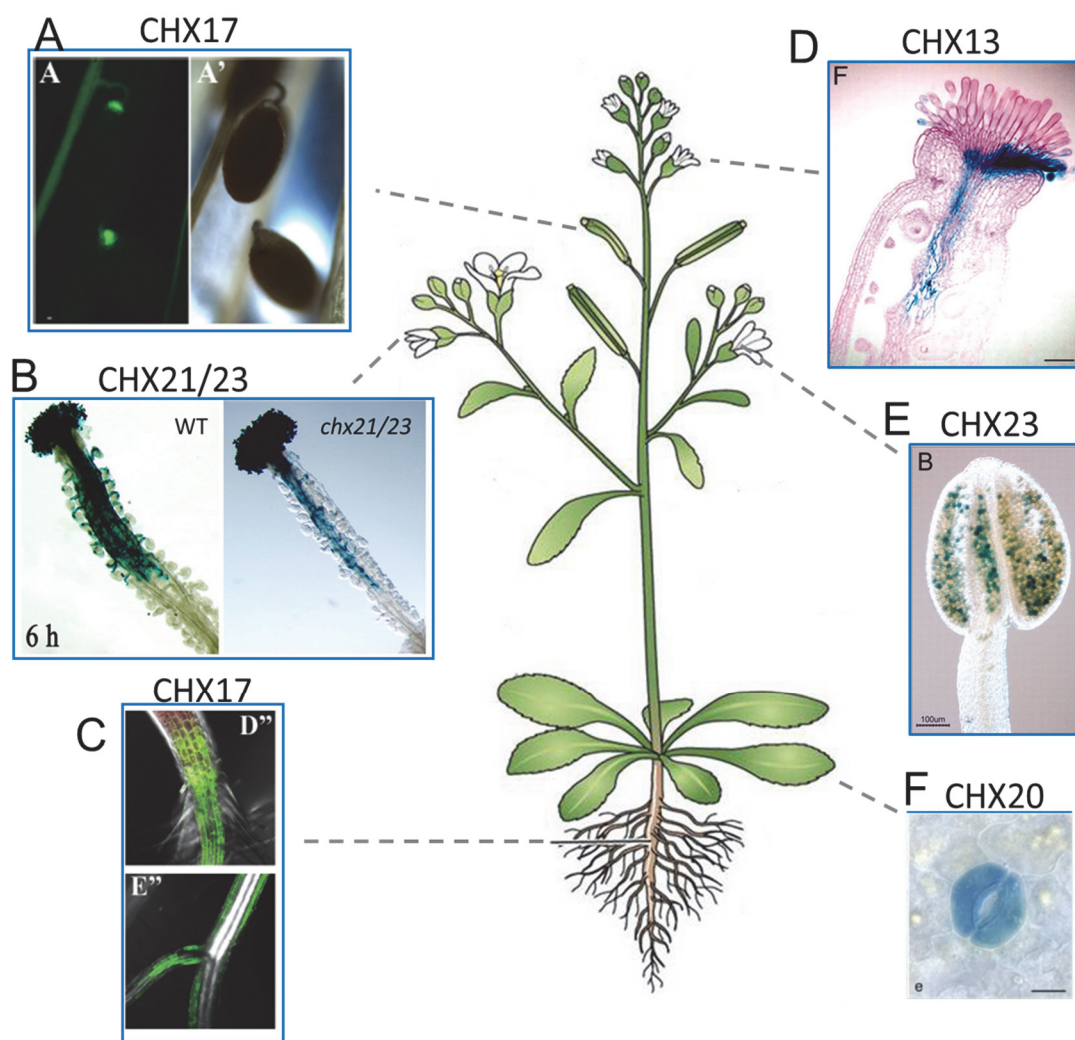 A
CHX17
A
A’
B
CHX21/23
WT
chx21/23
6 h
CHX17
C
D”
E”
D
CHX13
F
E
CHX23
B
100um
F
CHX20
e